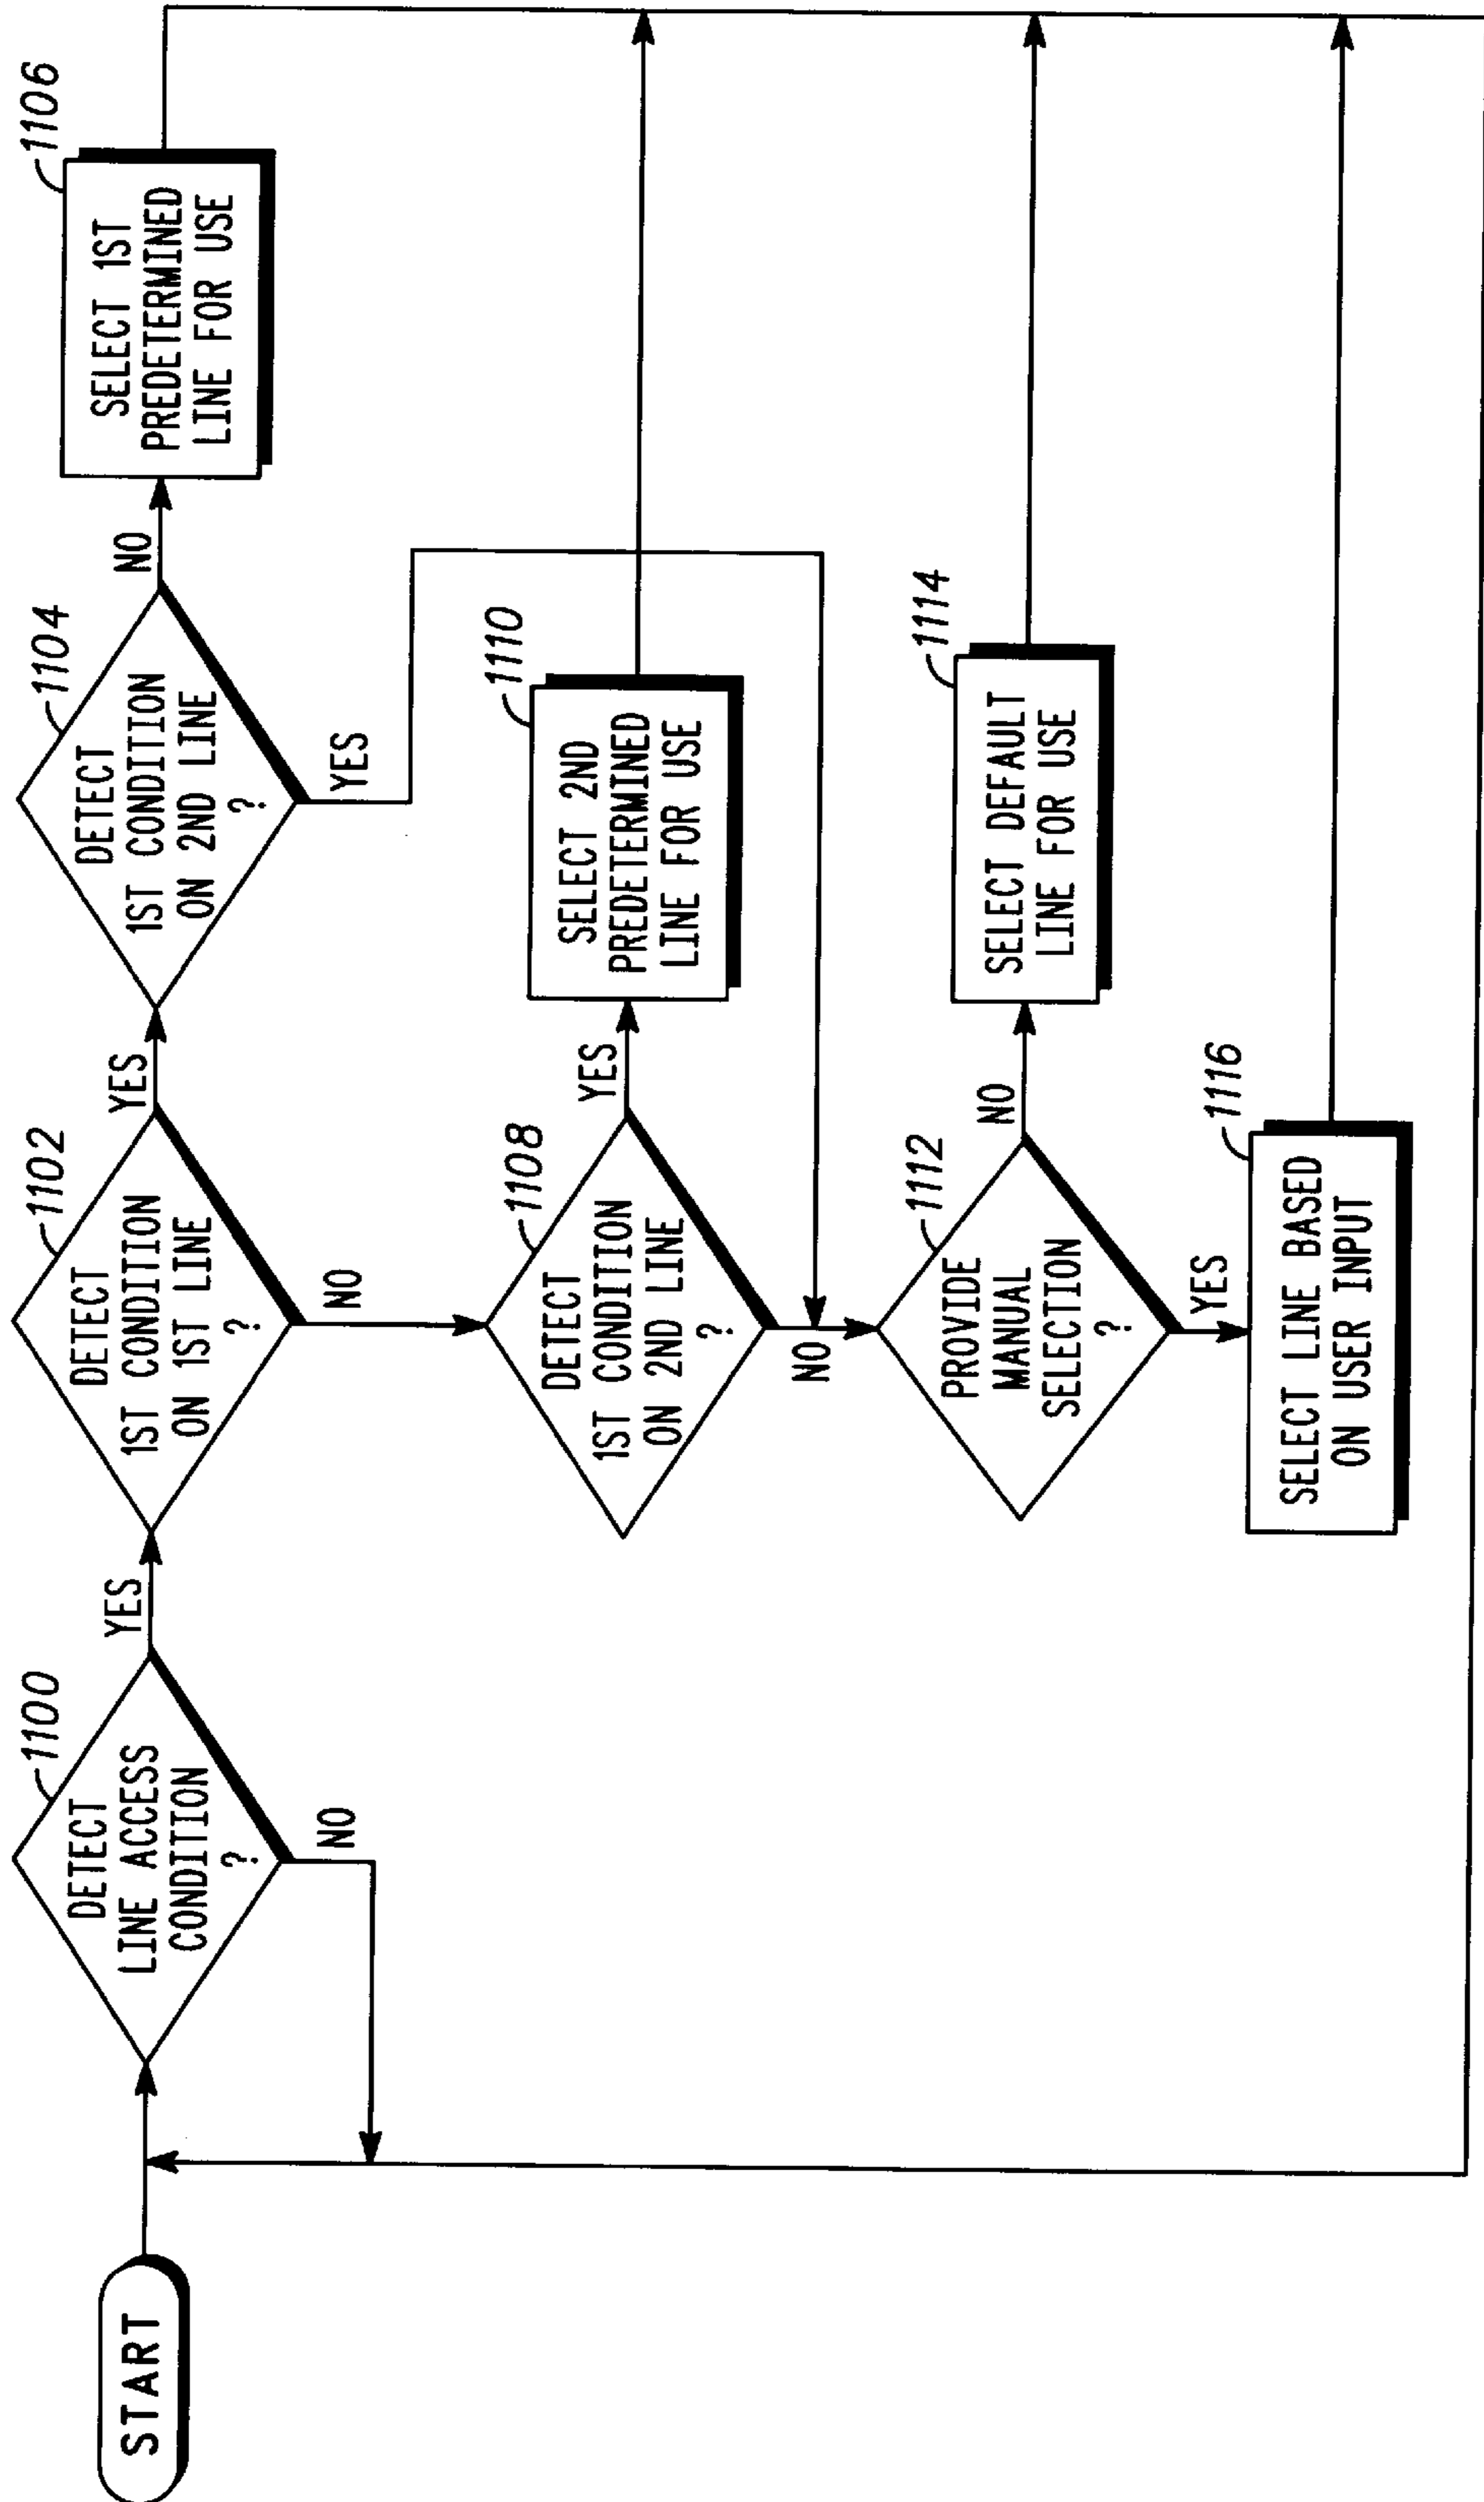 START
1100
DETECT
LINE ACCESS
CONDITION
?
YES
NO
1102
DETECT
1ST CONDITION
ON 1ST LINE
?
YES
NO
1104
DETECT
1ST CONDITION
ON 2ND LINE
?
NO
YES
1106
SELECT 1ST
PREDETERMINED
LINE FOR USE
1108
DETECT
1ST CONDITION
ON 2ND LINE
?
YES
NO
1110
SELECT 2ND
PREDETERMINED
LINE FOR USE
1112
PROVIDE
MANUAL
SELECTION
?
NO
YES
1114
SELECT DEFAULT
LINE FOR USE
1116
SELECT LINE BASED
ON USER INPUT